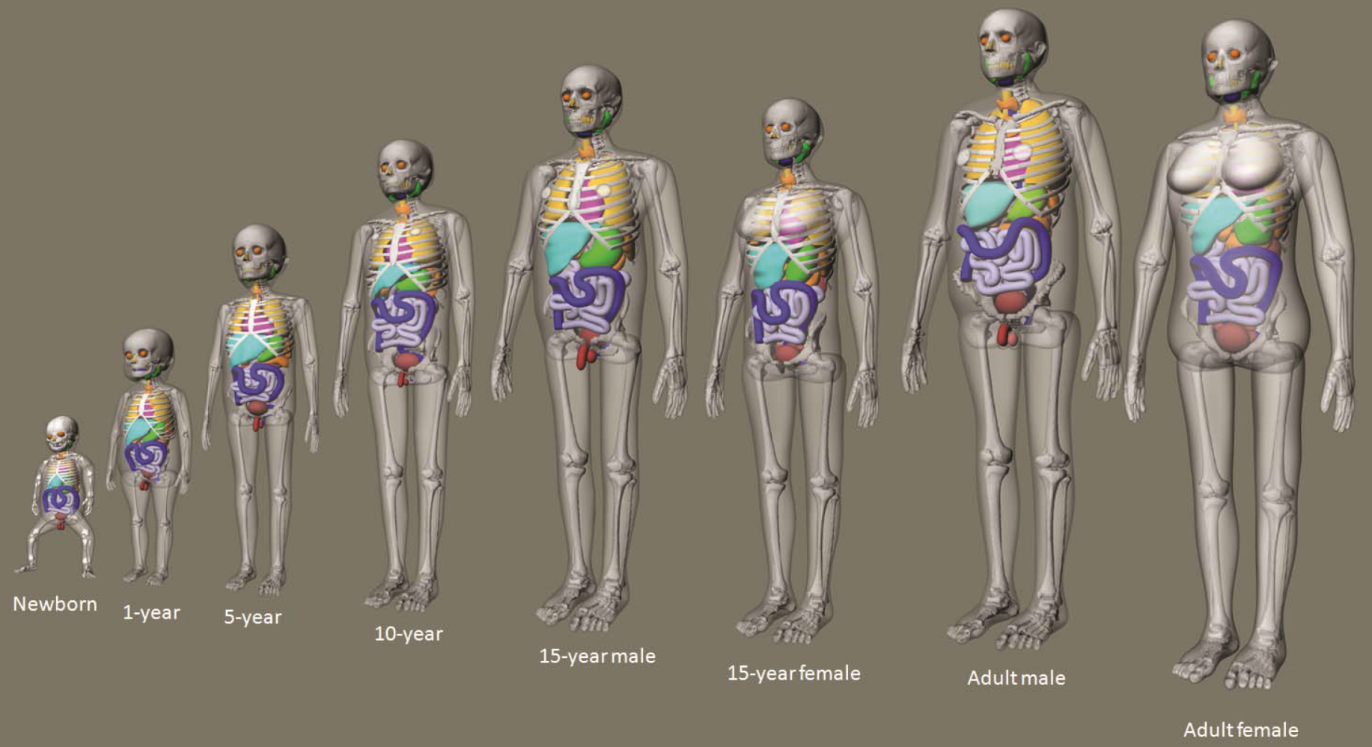 Newborn
1-year
5-year
10-year
15-year male
15-year female
Adult male
Adult female